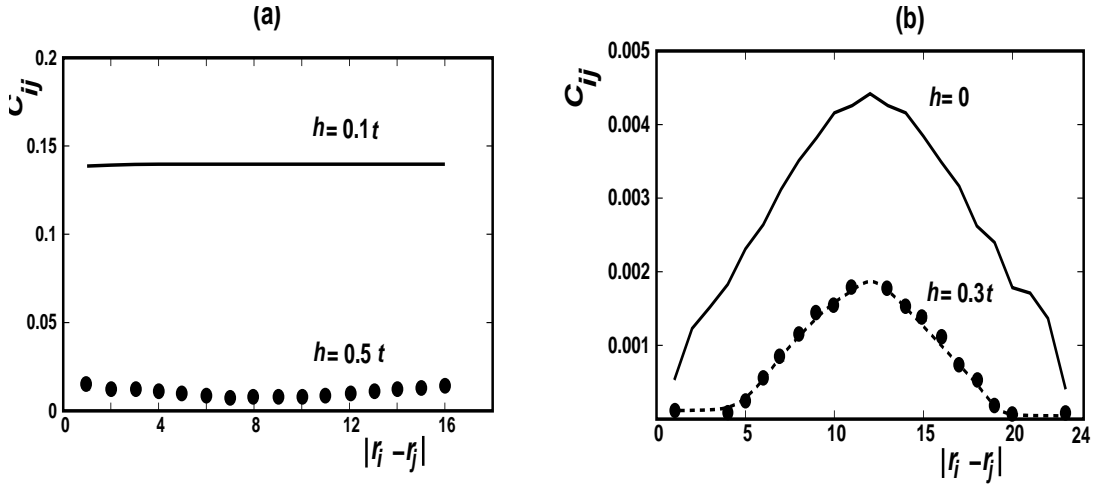 (a)
C_ij
0.2
0.15
0.1
0.05
0
h = 0.1 t
h = 0.5 t
0 4 8 12 16
|r_i − r_j|
(b)
C_ij
0.005
0.004
0.003
0.002
0.001
h = 0
h = 0.3t
0 5 10 15 20 24
|r_i − r_j|